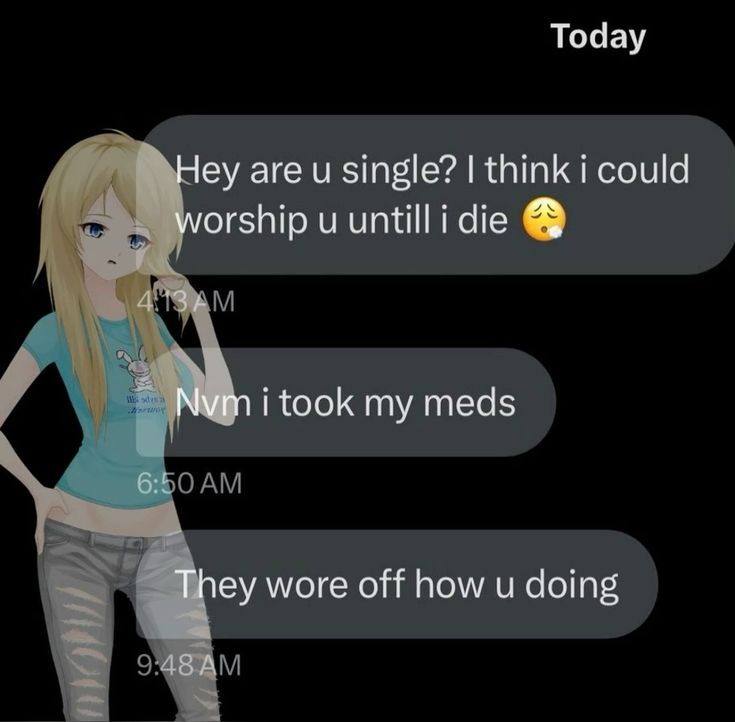 Today
Hey are u single? I think i could
worship u untill i die 😮‍💨
4:13 AM
Nvm i took my meds
6:50 AM
They wore off how u doing
9:48 AM